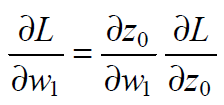 ∂L/∂w₁ = ∂z₀/∂w₁ ∂L/∂z₀